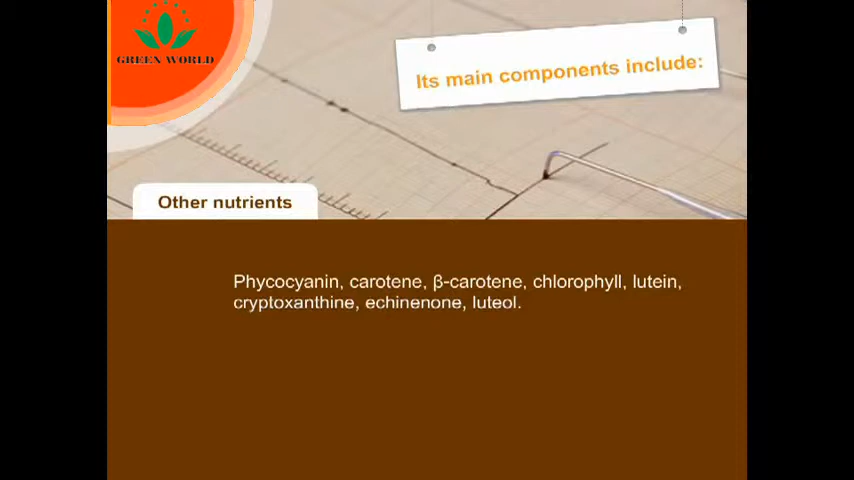 GREEN WORLD
Its main components include:
Other nutrients
Phycocyanin, carotene, β-carotene, chlorophyll, lutein,
cryptoxanthine, echinenone, luteol.